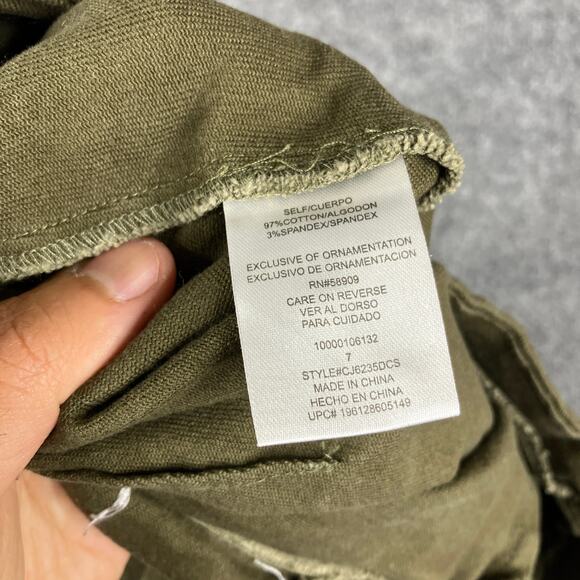 SELF/CUERPO
97%COTTON/ALGODON
3%SPANDEX/SPANDEX
EXCLUSIVE OF ORNAMENTATION
EXCLUSIVO DE ORNAMENTACION
RN#58909
CARE ON REVERSE
VER AL DORSO
PARA CUIDADO
10000106132
7
STYLE#CJ6235DCS
MADE IN CHINA
HECHO EN CHINA
UPC# 196128605149